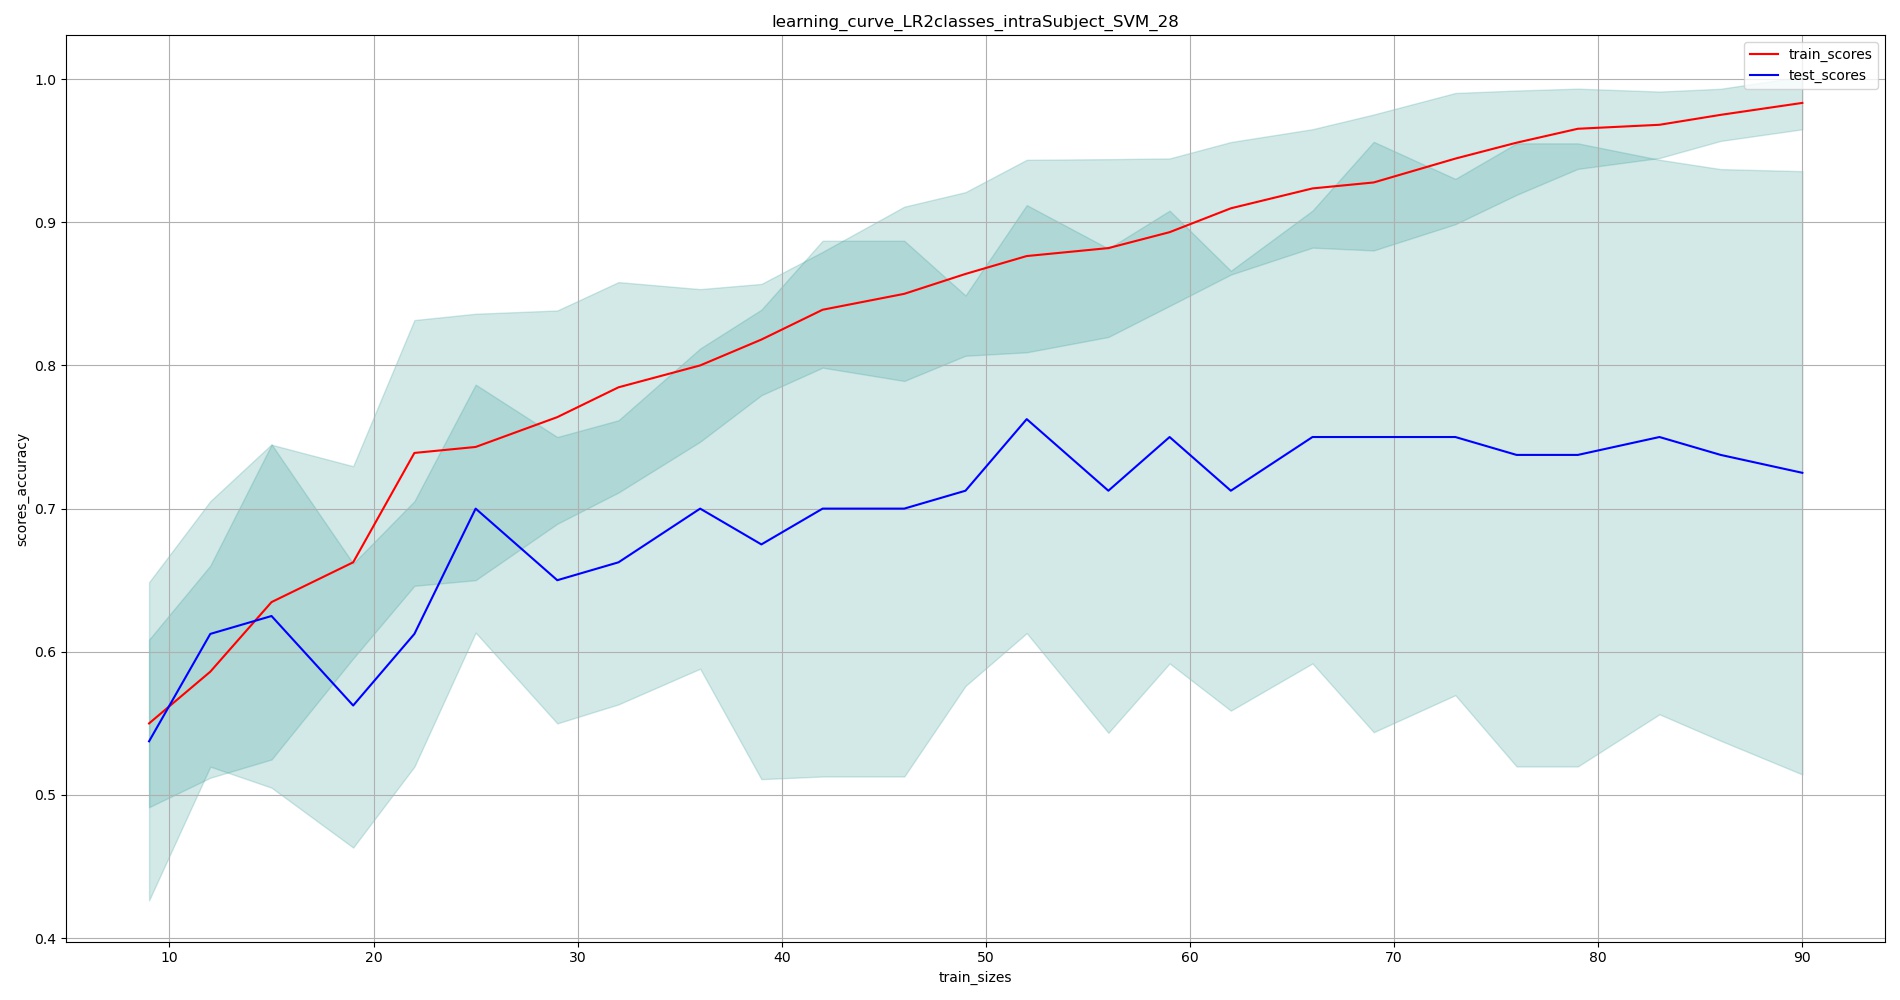 learning_curve_LR2classes_intraSubject_SVM_28
train_scores
test_scores
1.0
0.9
0.8
0.7
0.6
0.5
0.4
scores_accuracy
10 20 30 40 50 60 70 80 90
train_sizes